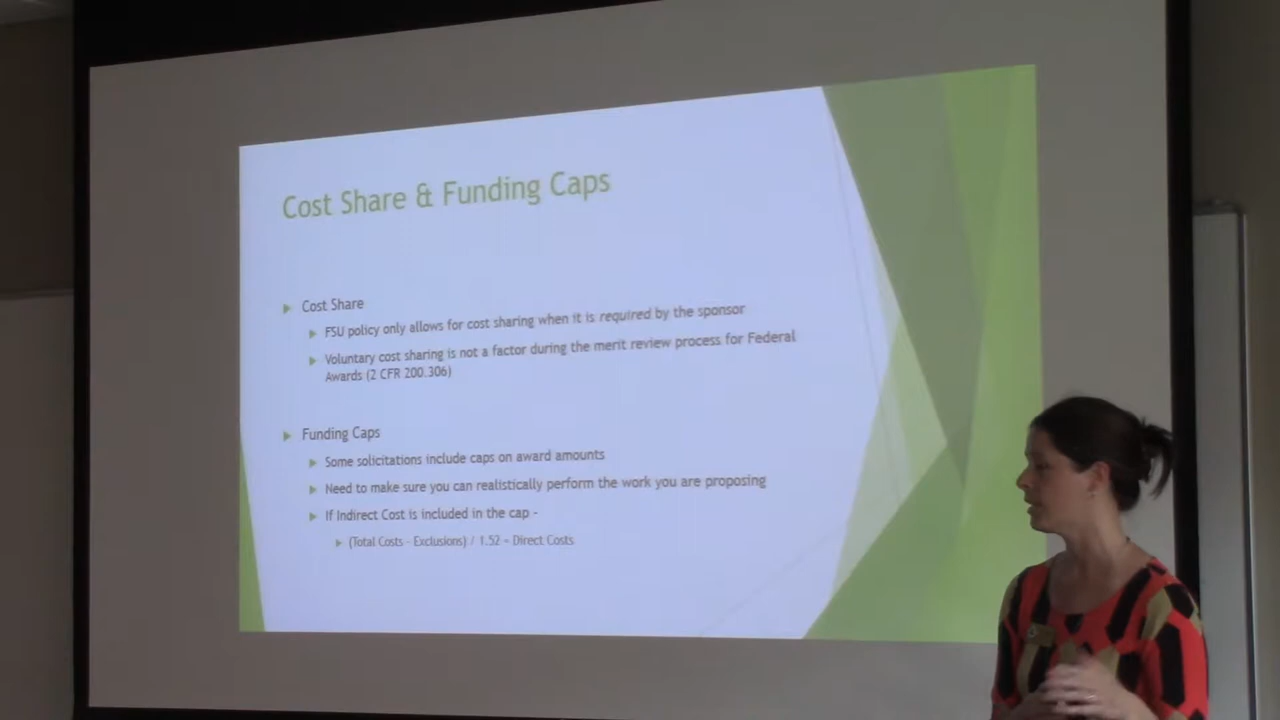 Cost Share & Funding Caps
Cost Share
FSU policy only allows for cost sharing when it is required by the sponsor
Voluntary cost sharing is not a factor during the merit review process for Federal
Awards (2 CFR 200.306)
Funding Caps
Some solicitations include caps on award amounts
Need to make sure you can realistically perform the work you are proposing
If Indirect Cost is included in the cap -
(Total Costs - Exclusions) / 1.52 = Direct Costs